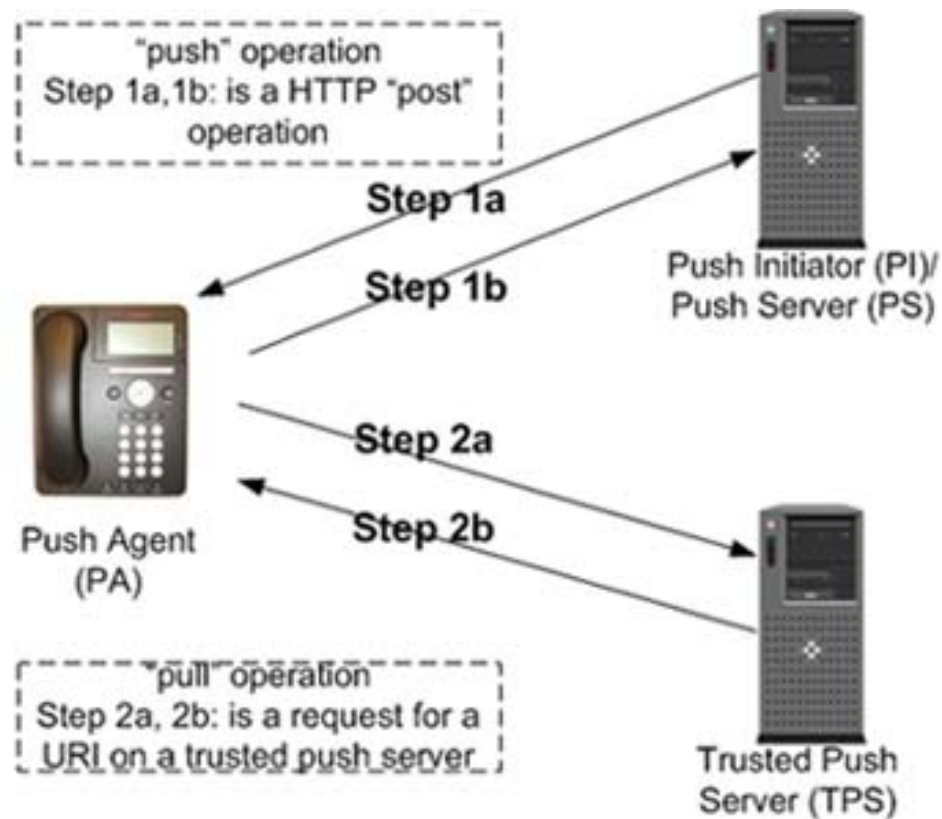 "push" operation
Step 1a,1b: is a HTTP "post"
operation
Step 1a
Step 1b
Push Initiator (PI)/
Push Server (PS)
Step 2a
Step 2b
Push Agent
(PA)
"pull" operation
Step 2a, 2b: is a request for a
URI on a trusted push server
Trusted Push
Server (TPS)